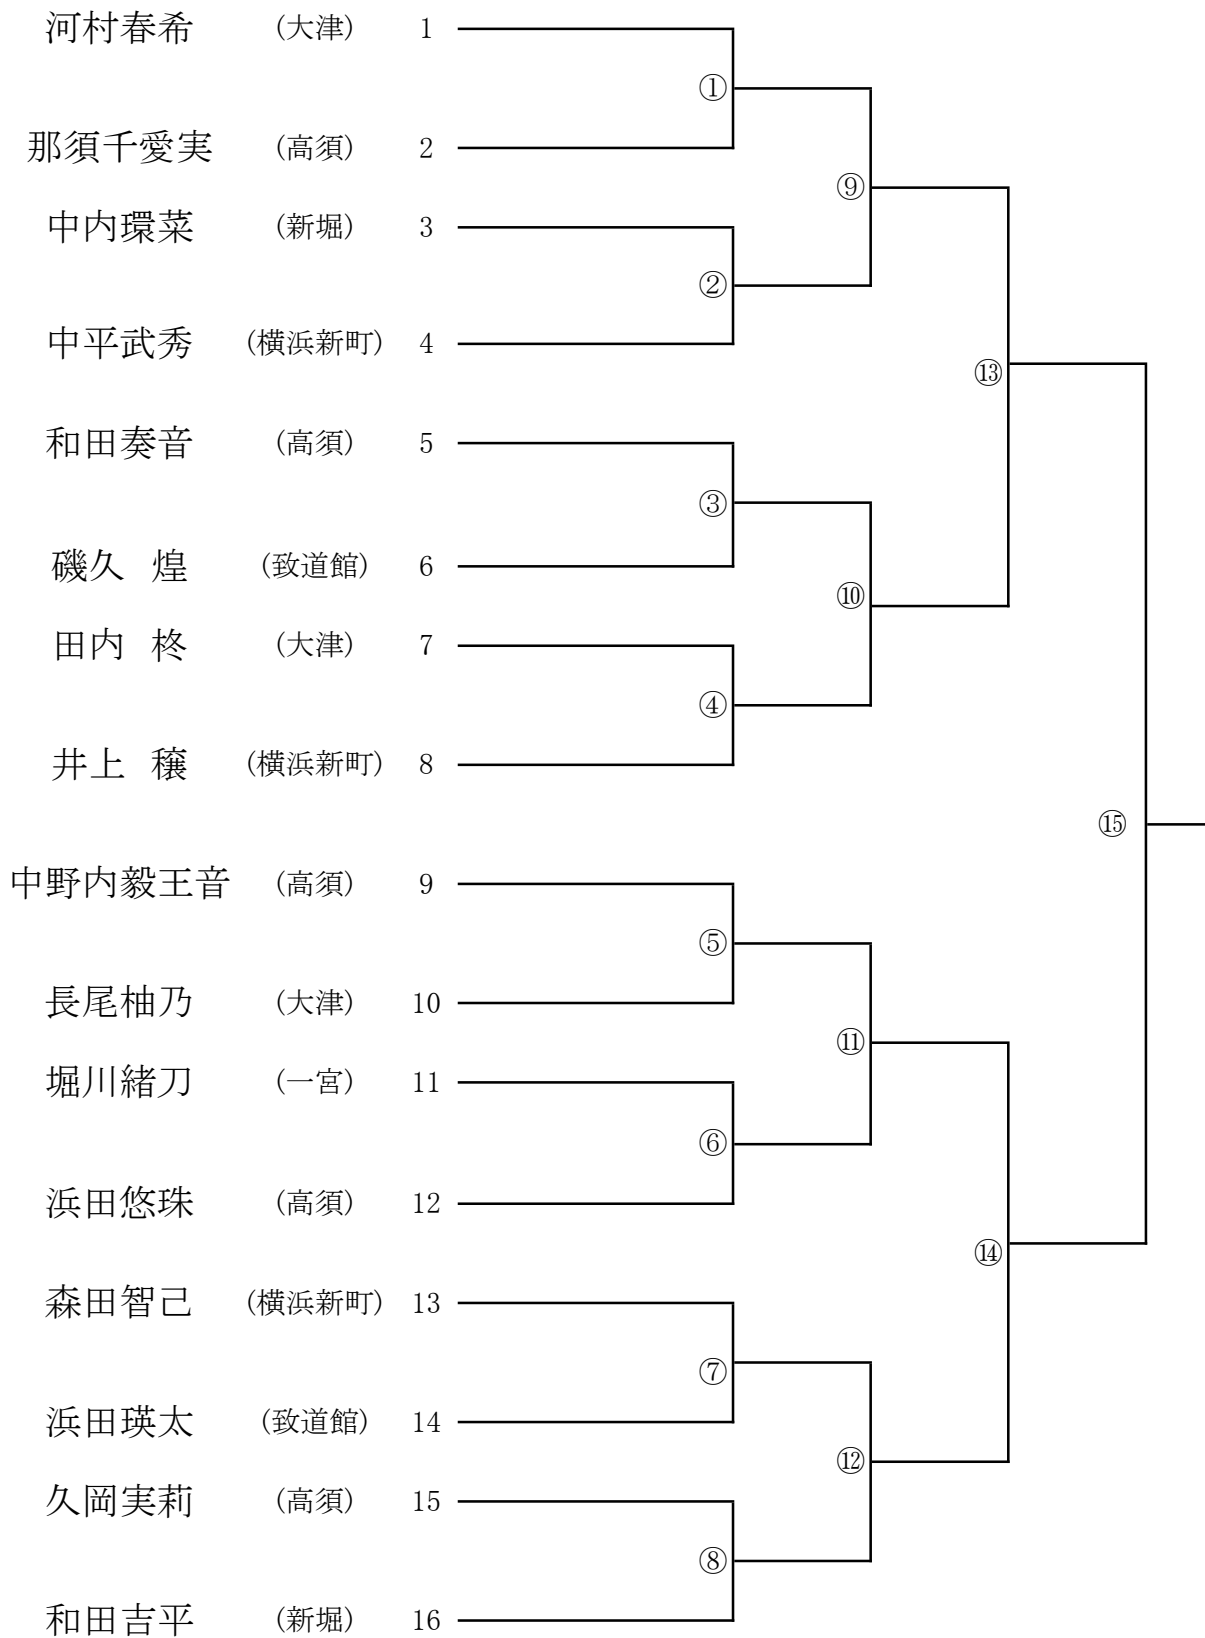 河村春希 (大津) 1
①
那須千愛実 (高須) 2
⑨
中内環菜 (新堀) 3
②
中平武秀 (横浜新町) 4
⑬
和田奏音 (高須) 5
③
磯久 煌 (致道館) 6
⑩
田内 柊 (大津) 7
④
井上 穣 (横浜新町) 8
⑮
中野内毅王音 (高須) 9
⑤
長尾柚乃 (大津) 10
⑪
堀川緒刀 (一宮) 11
⑥
浜田悠珠 (高須) 12
⑭
森田智己 (横浜新町) 13
⑦
浜田瑛太 (致道館) 14
⑫
久岡実莉 (高須) 15
⑧
和田吉平 (新堀) 16